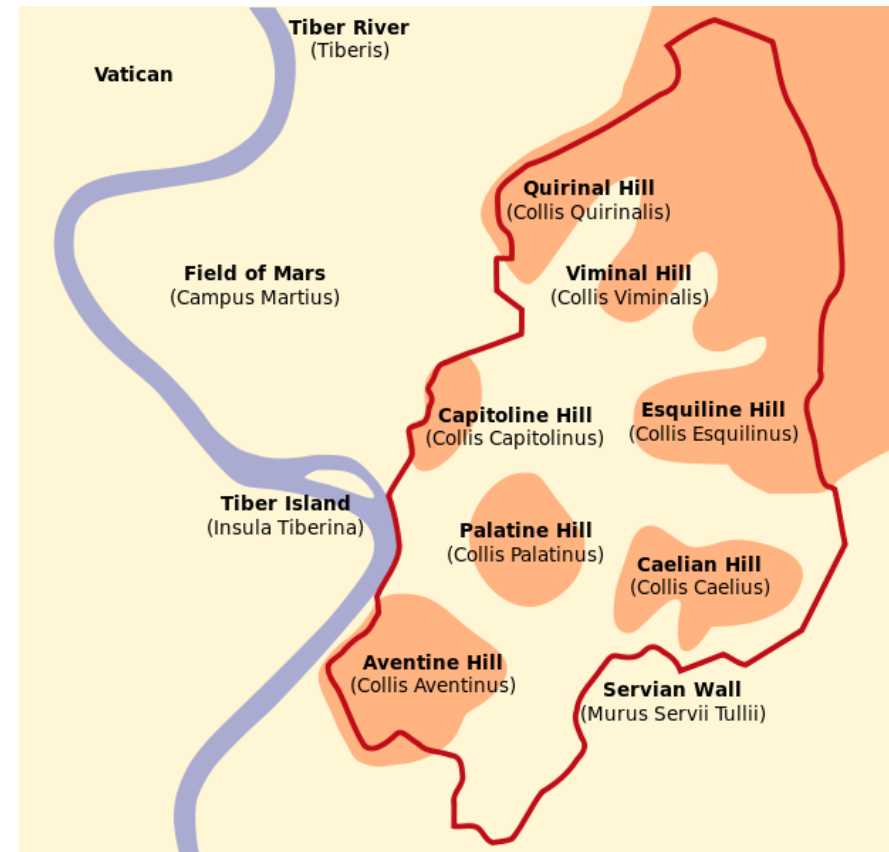 Tiber River
(Tiberis)
Vatican
Quirinal Hill
(Collis Quirinalis)
Field of Mars
(Campus Martius)
Viminal Hill
(Collis Viminalis)
Capitoline Hill
(Collis Capitolinus)
Esquiline Hill
(Collis Esquilinus)
Tiber Island
(Insula Tiberina)
Palatine Hill
(Collis Palatinus)
Caelian Hill
(Collis Caelius)
Aventine Hill
(Collis Aventinus)
Servian Wall
(Murus Servii Tullii)